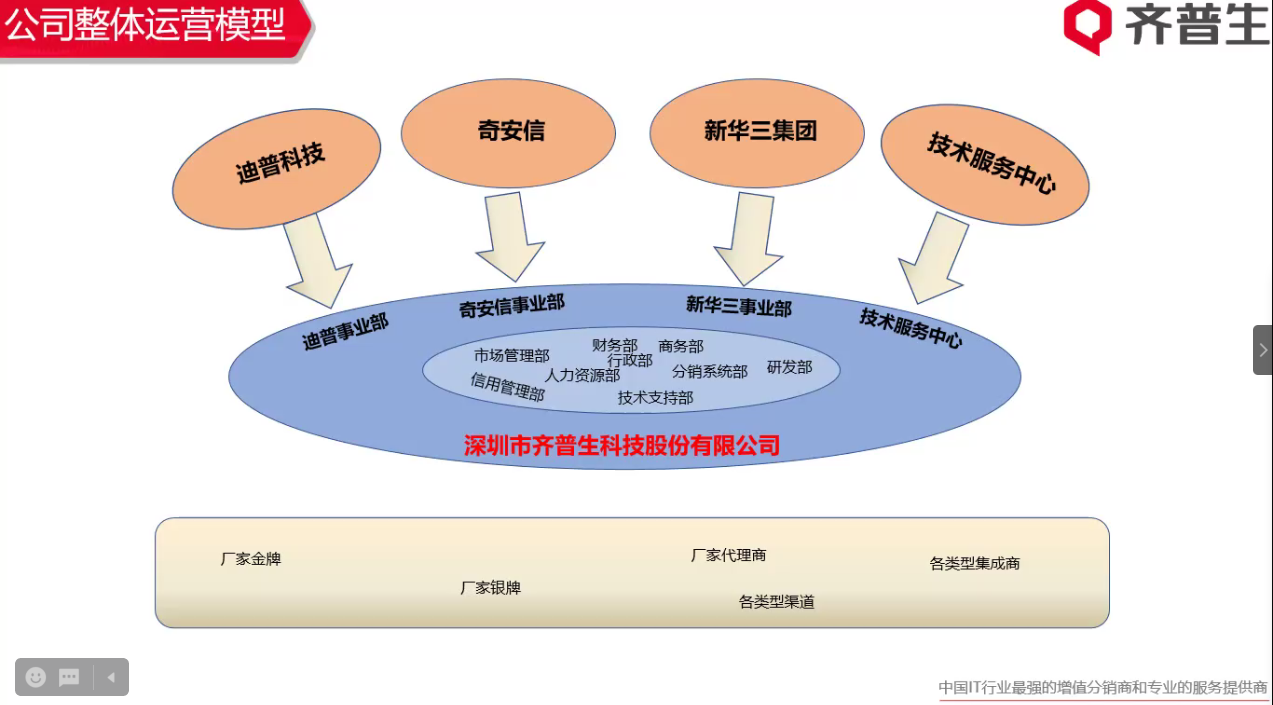 公司整体运营模型
齐普生
迪普科技
奇安信
新华三集团
技术服务中心
迪普事业部
奇安信事业部
新华三事业部
技术服务中心
市场管理部
财务部
商务部
行政部
人力资源部
分销系统部
研发部
信用管理部
技术支持部
深圳市齐普生科技股份有限公司
厂家金牌
厂家代理商
各类型集成商
厂家银牌
各类型渠道
中国IT行业最强的增值分销商和专业的服务提供商